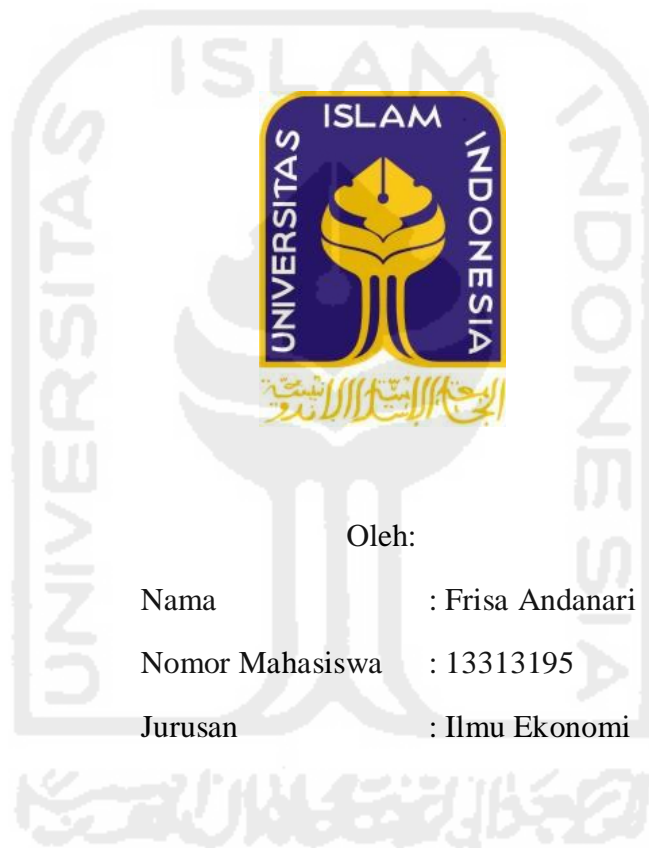 ISLAM
UNIVERSITAS
INDONESIA
Oleh:
Nama : Frisa Andanari
Nomor Mahasiswa : 13313195
Jurusan : Ilmu Ekonomi